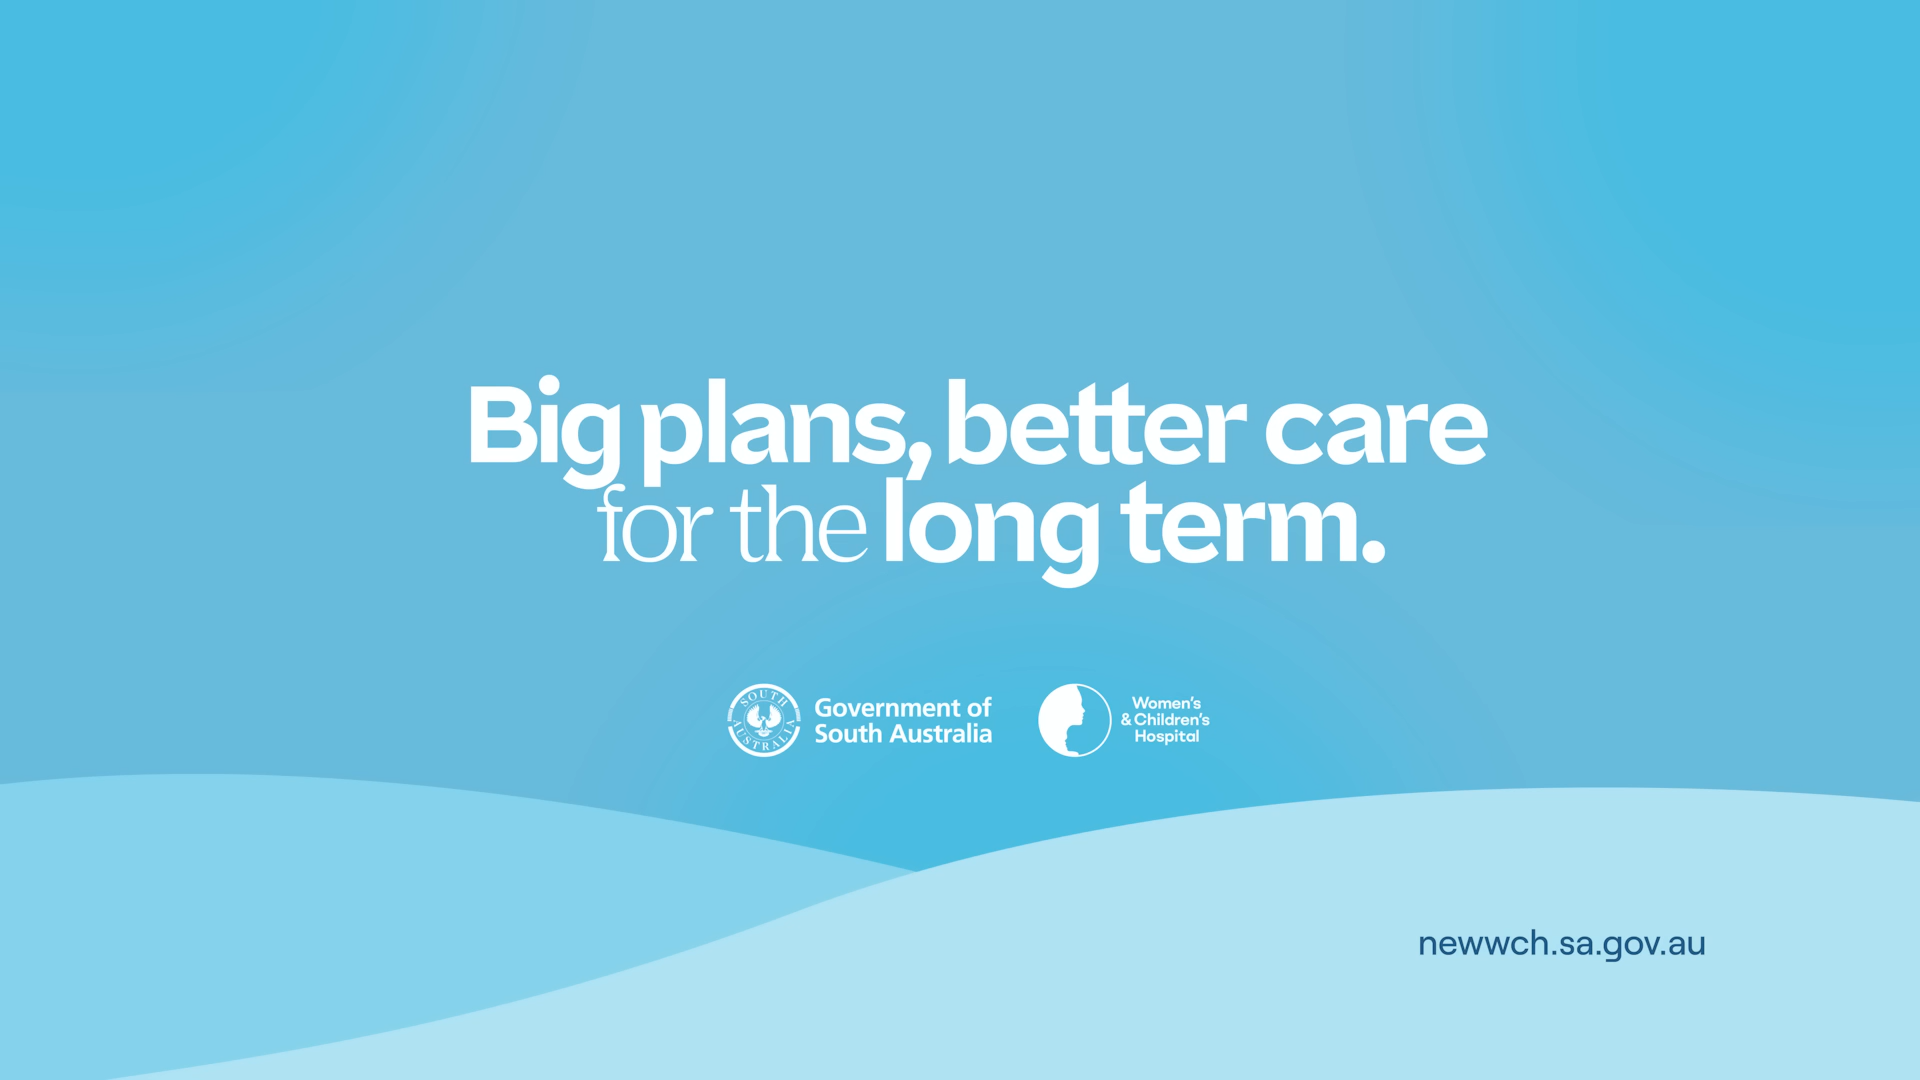 Big plans, better care
for the long term.
SOUTH AUSTRALIA
Government of
South Australia
Women's
& Children's
Hospital
newwch.sa.gov.au